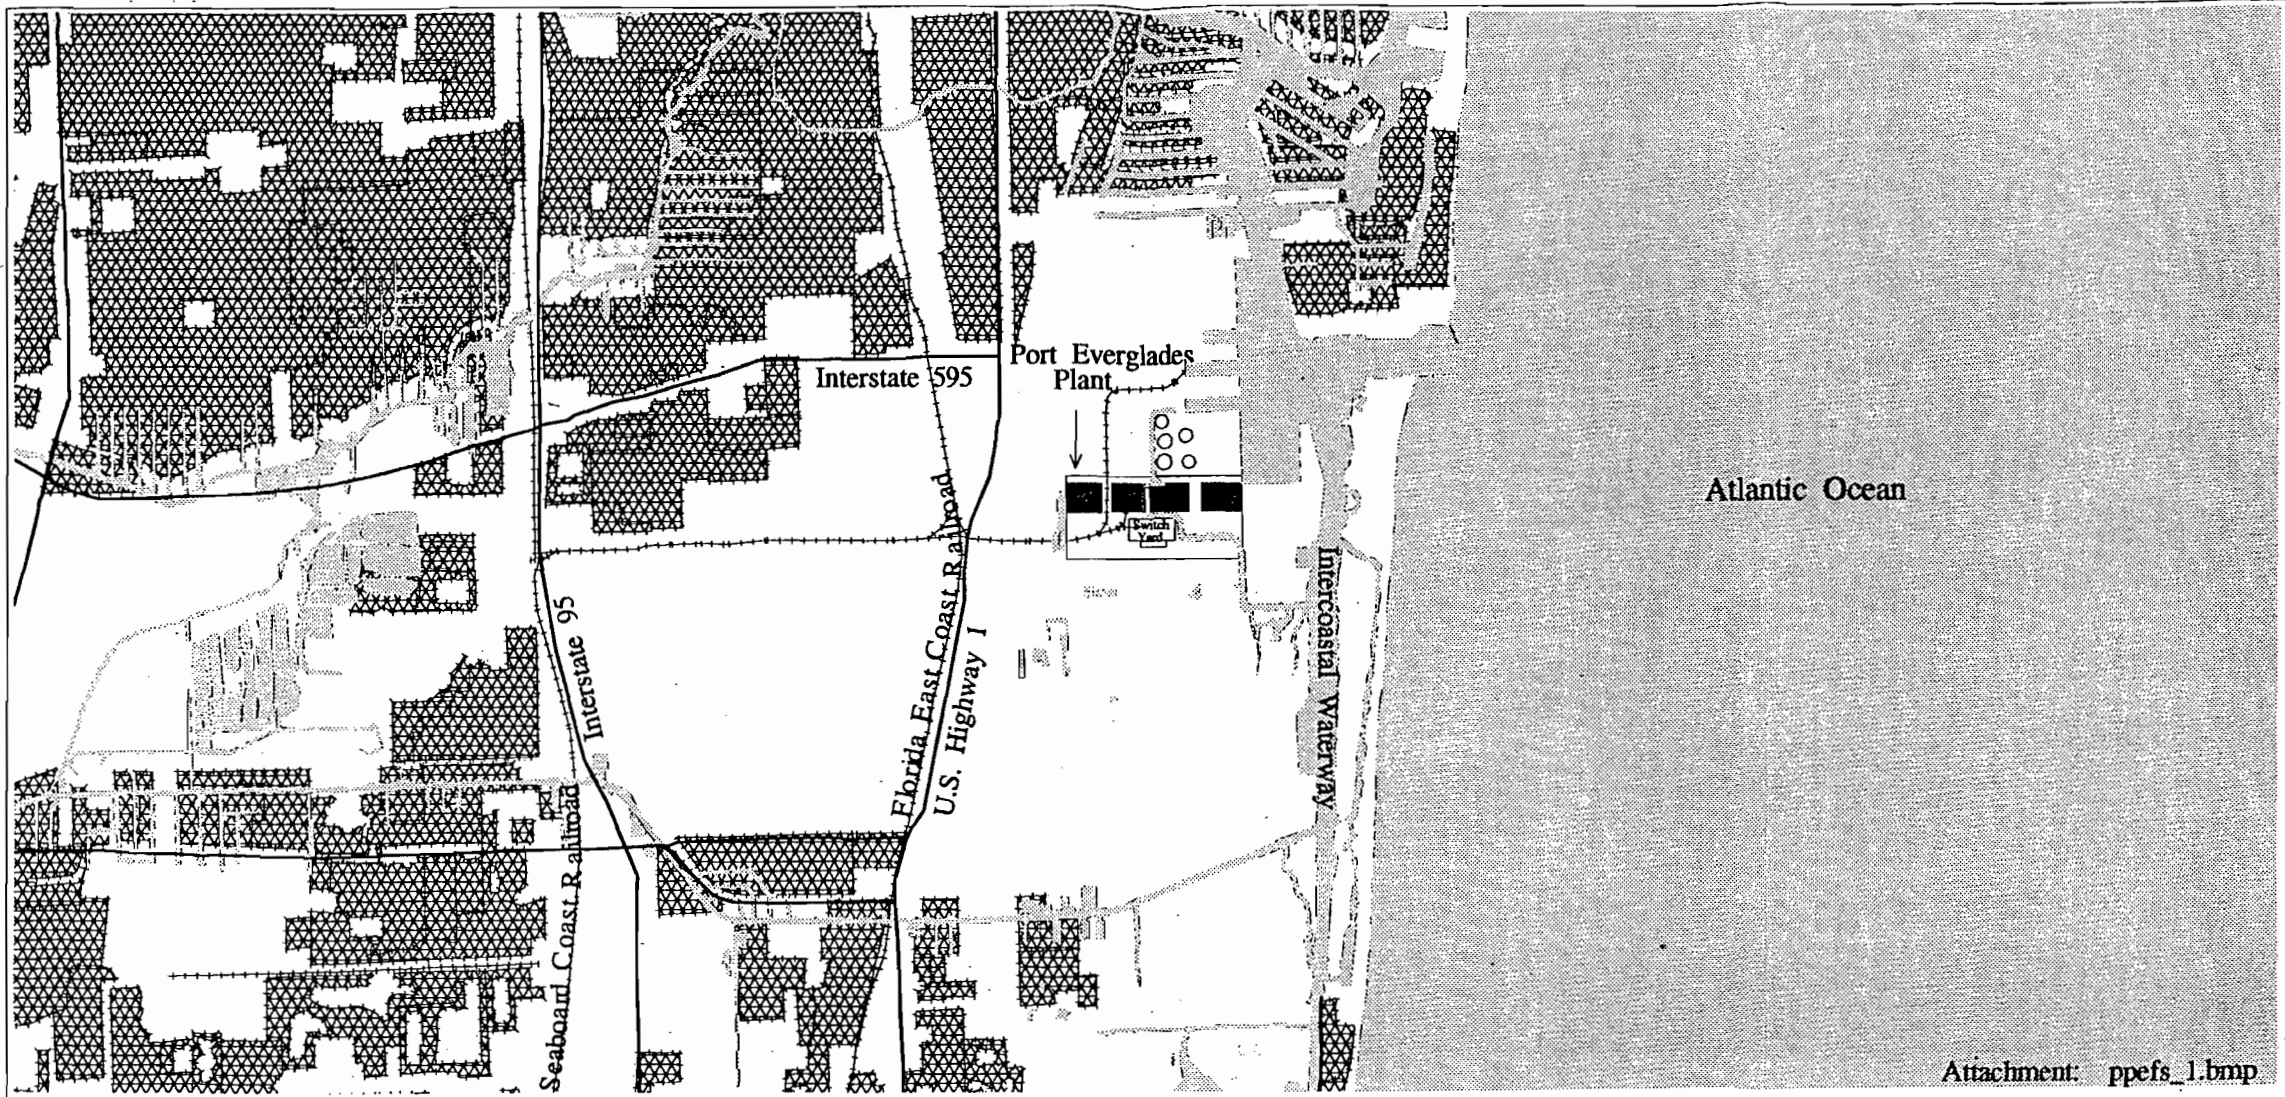 Port Everglades
Plant
Interstate 595
Atlantic Ocean
Switch
Yard
Florida East Coast Railroad
U.S. Highway 1
Interstate 95
Intercoastal Waterway
Seaboard Coast Railroad
Attachment: ppefs_1.bmp